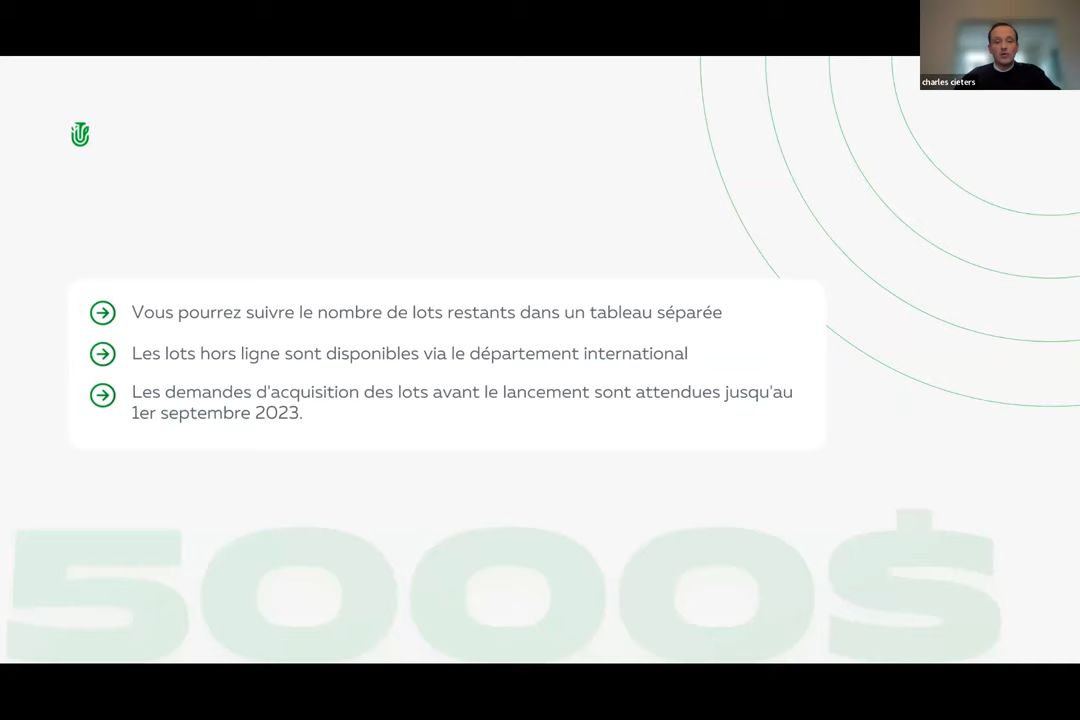 charles cieters
Vous pourrez suivre le nombre de lots restants dans un tableau séparée
Les lots hors ligne sont disponibles via le département international
Les demandes d'acquisition des lots avant le lancement sont attendues jusqu'au
1er septembre 2023.
5000$